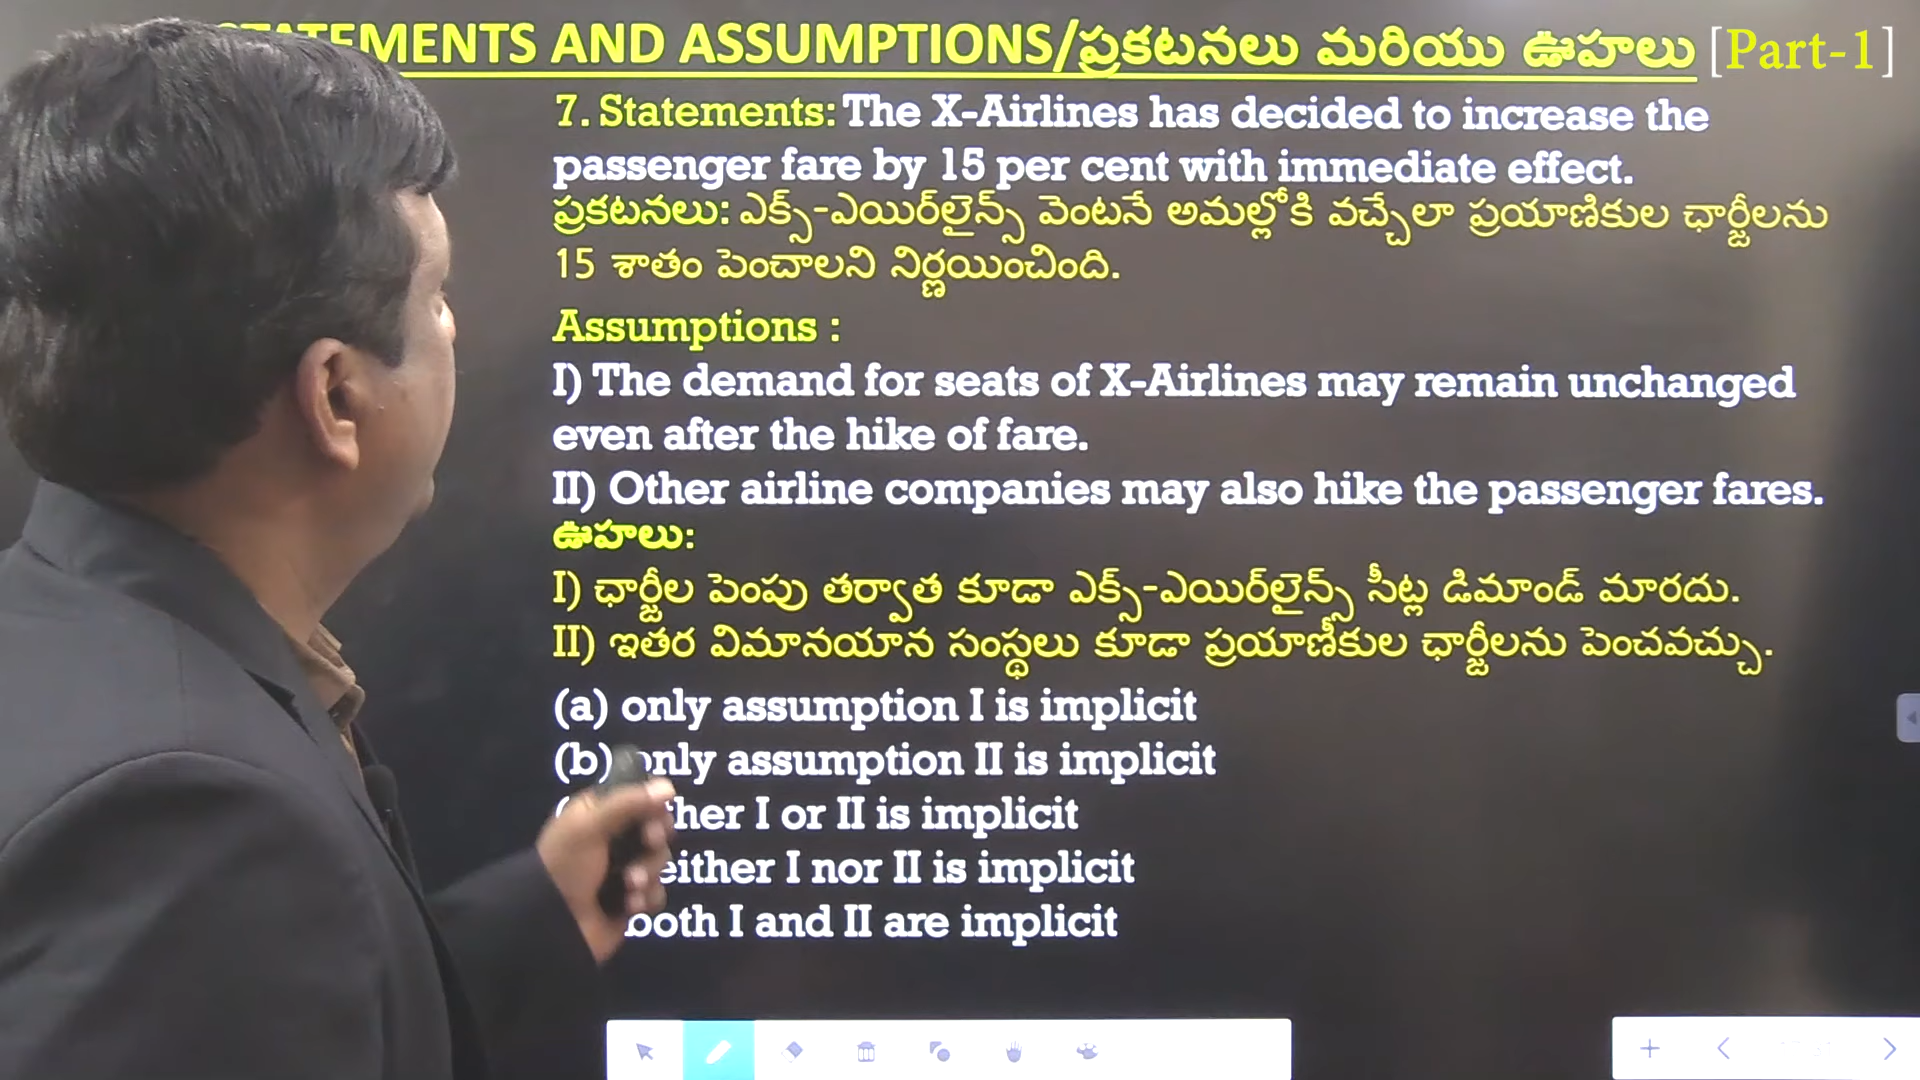 STATEMENTS AND ASSUMPTIONS/ప్రకటనలు మరియు ఊహలు [Part-1]
7. Statements: The X-Airlines has decided to increase the
passenger fare by 15 per cent with immediate effect.
ప్రకటనలు: ఎక్స్-ఎయిర్‌లైన్స్ వెంటనే అమల్లోకి వచ్చేలా ప్రయాణికుల ఛార్జీలను
15 శాతం పెంచాలని నిర్ణయించింది.
Assumptions :
I) The demand for seats of X-Airlines may remain unchanged
even after the hike of fare.
II) Other airline companies may also hike the passenger fares.
ఊహలు:
I) ఛార్జీల పెంపు తర్వాత కూడా ఎక్స్-ఎయిర్‌లైన్స్ సీట్ల డిమాండ్ మారదు.
II) ఇతర విమానయాన సంస్థలు కూడా ప్రయాణీకుల ఛార్జీలను పెంచవచ్చు.
(a) only assumption I is implicit
(b) only assumption II is implicit
I or II is implicit
I nor II is implicit
both I and II are implicit